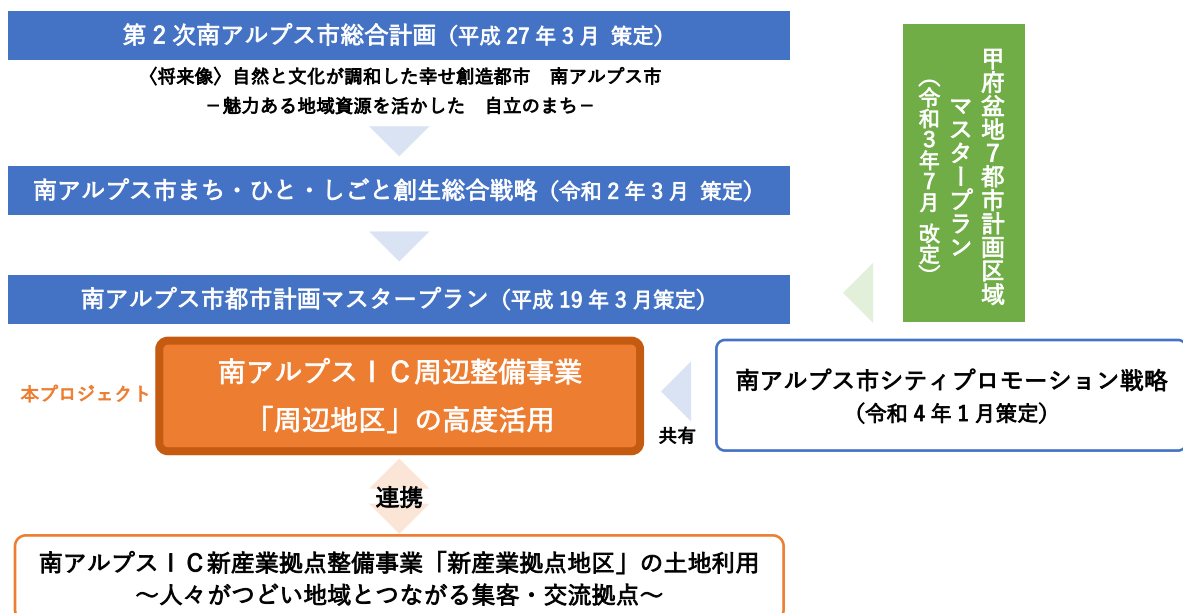 第2次南アルプス市総合計画（平成27年3月 策定）
〈将来像〉自然と文化が調和した幸せ創造都市　南アルプス市
－魅力ある地域資源を活かした　自立のまち－
南アルプス市まち・ひと・しごと創生総合戦略（令和2年3月 策定）
南アルプス市都市計画マスタープラン（平成19年3月策定）
甲府盆地7都市計画区域
マスタープラン
（令和3年7月 改定）
本プロジェクト
南アルプスＩＣ周辺整備事業
「周辺地区」の高度活用
共有
南アルプス市シティプロモーション戦略
（令和4年1月策定）
連携
南アルプスＩＣ新産業拠点整備事業「新産業拠点地区」の土地利用
～人々がつどい地域とつながる集客・交流拠点～